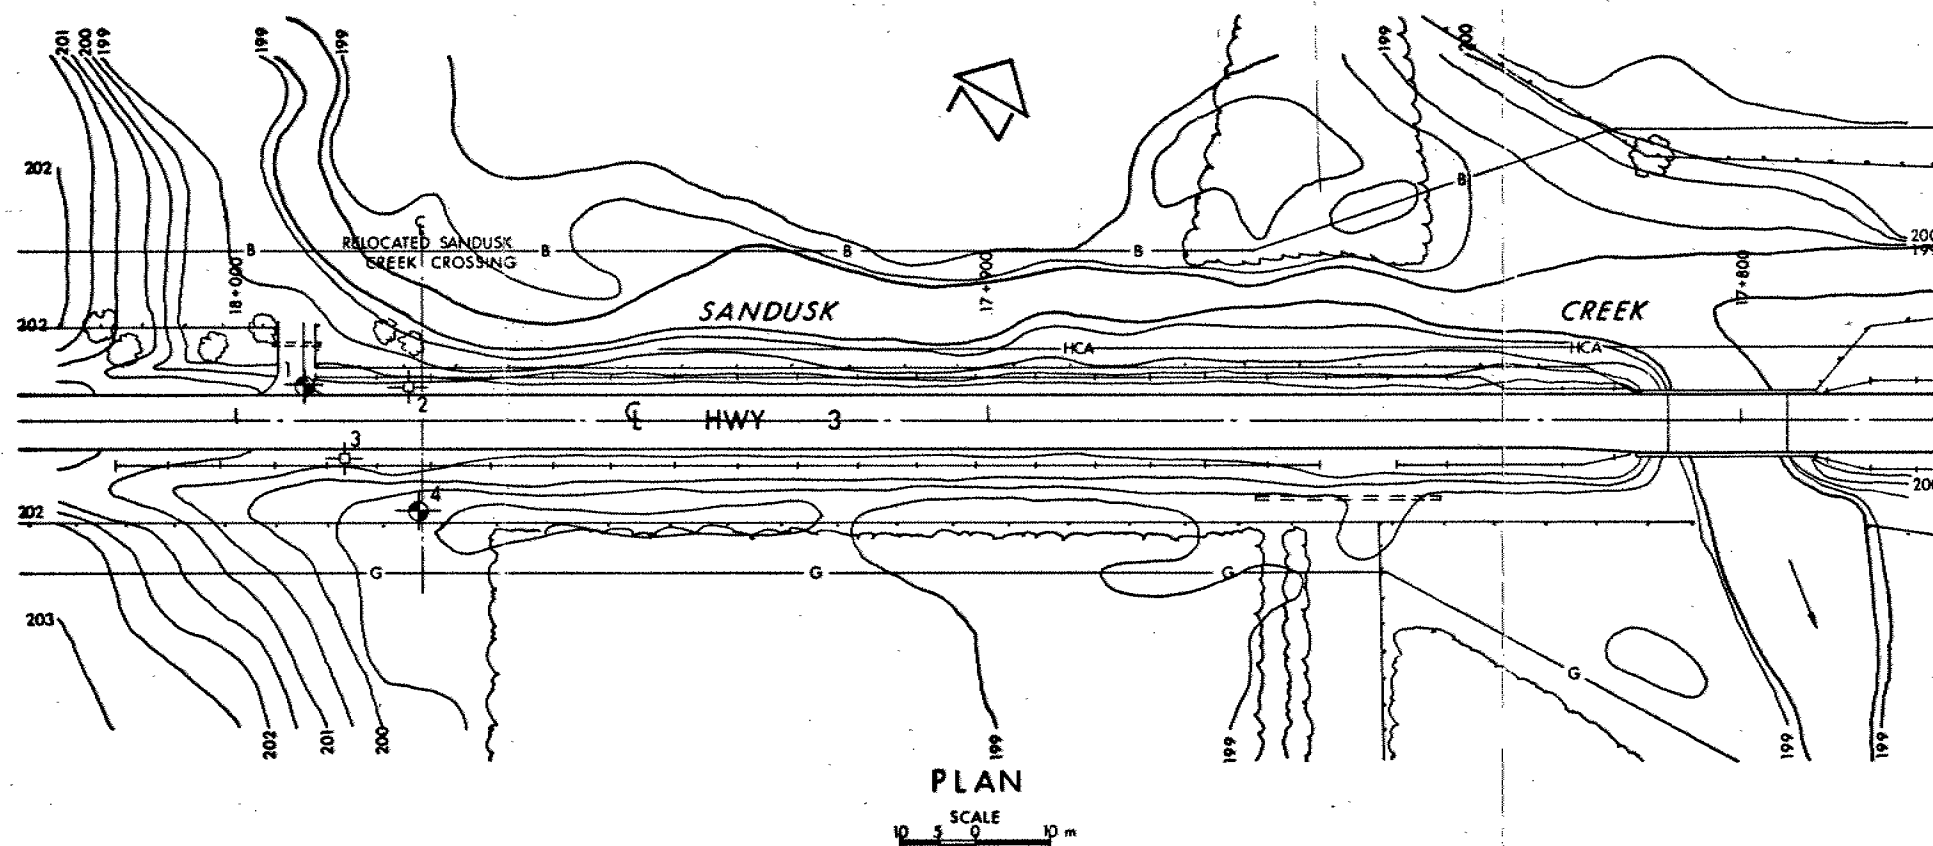 201 200 199
199
199
199
200
202
B
℄
RELOCATED SANDUSK
CREEK CROSSING
B
B
B
B
B
200
199
18+000
17+900
17+800
SANDUSK
CREEK
202
HCA
HCA
1
2
℄ HWY 3
3
4
202
200
G
G
G
G
203
202
201
200
199
199
199
199
PLAN
SCALE
10 5 0 10 m